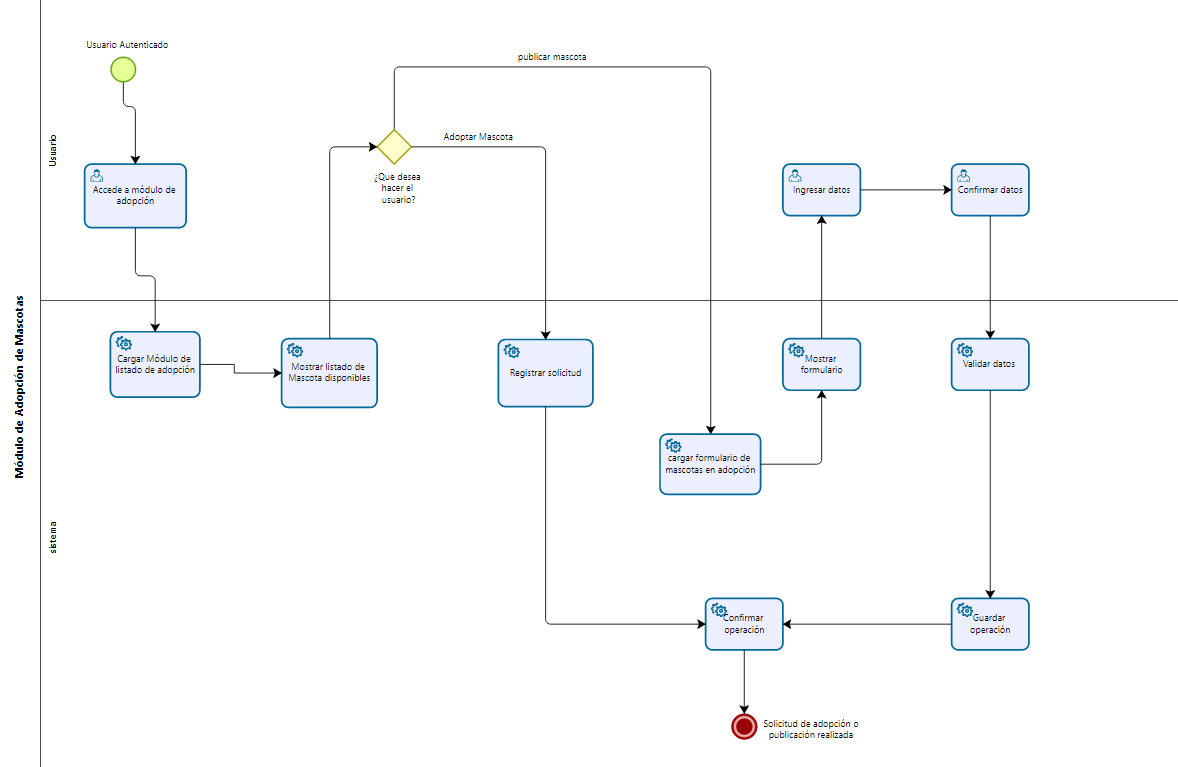 Módulo de Adopción de Mascotas
Usuario
Usuario Autenticado
Accede a módulo de
adopción
publicar mascota
Adoptar Mascota
¿Que desea
hacer el
usuario?
Ingresar datos
Confirmar datos
sistema
Cargar Módulo de
listado de adopción
Mostrar listado de
Mascota disponibles
Registrar solicitud
Mostrar
formulario
Validar datos
cargar formulario de
mascotas en adopción
Confirmar
operación
Guardar
operación
Solicitud de adopción o
publicación realizada